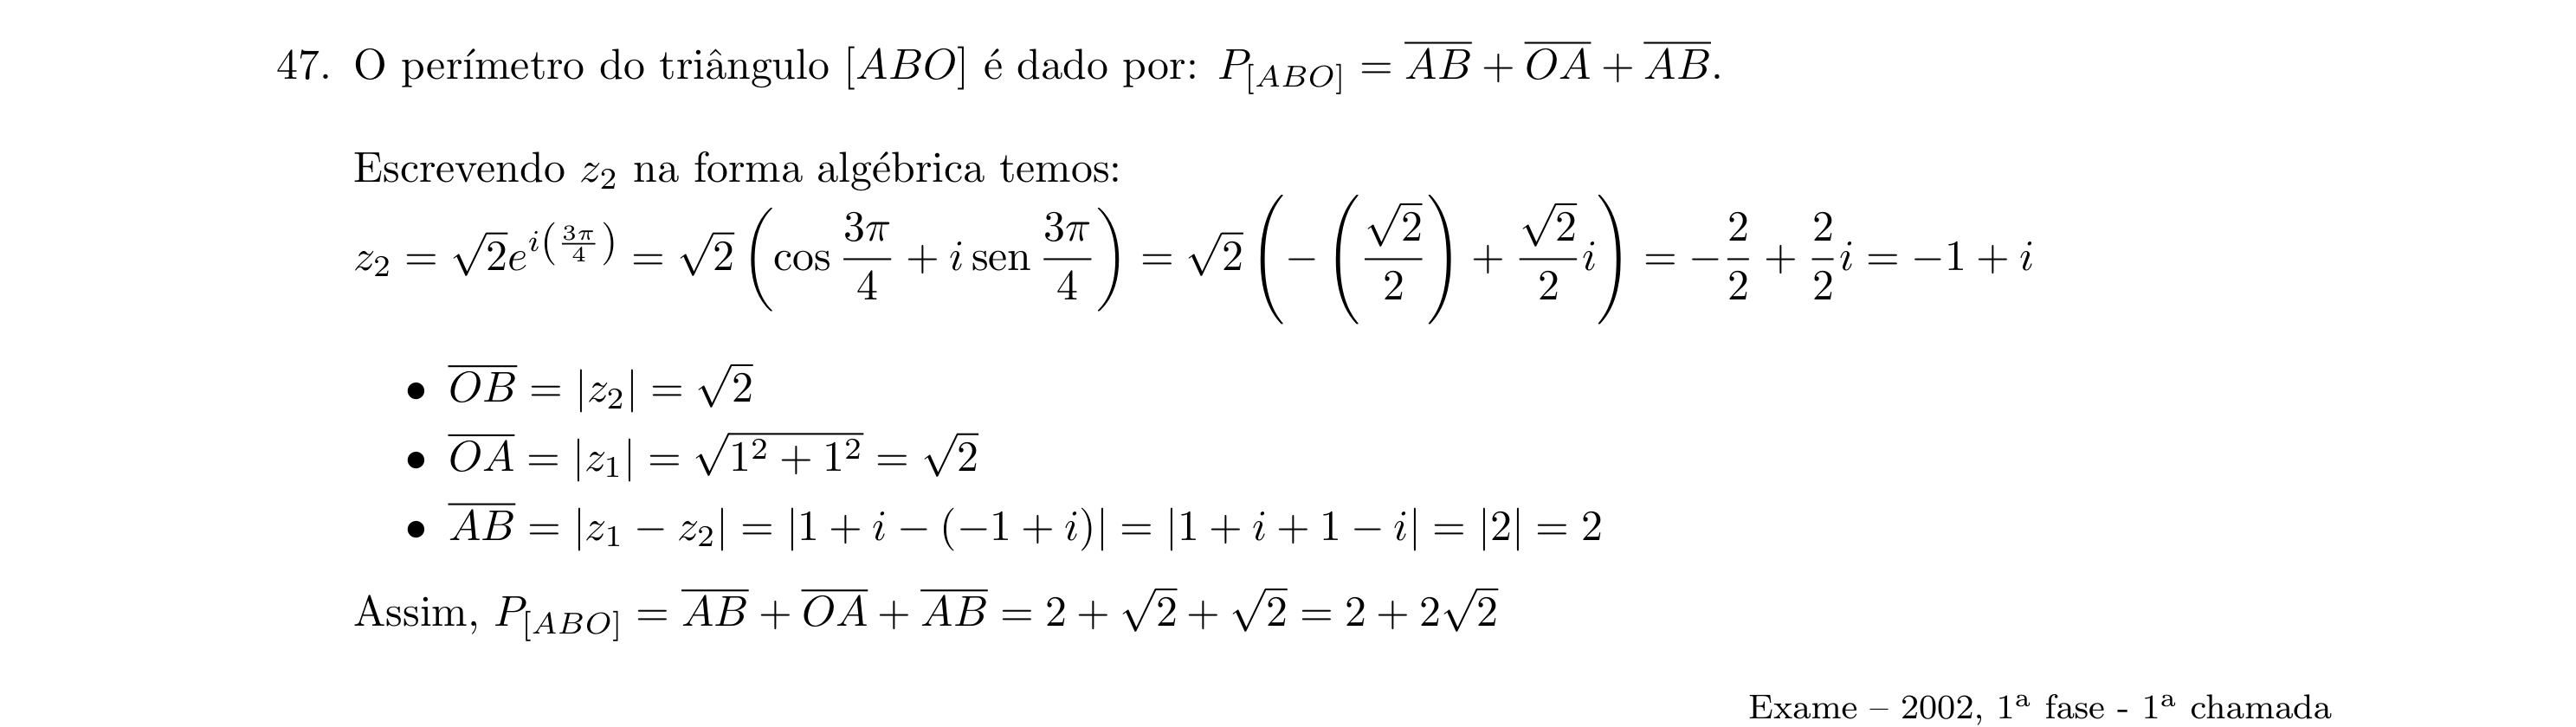 47. O perímetro do triângulo [ABO] é dado por: $P_{[ABO]} = \overline{AB} + \overline{OA} + \overline{AB}$.
Escrevendo $z_2$ na forma algébrica temos:
$z_2 = \sqrt{2}e^{i\left(\frac{3\pi}{4}\right)} = \sqrt{2}\left(\cos\frac{3\pi}{4} + i\,\text{sen}\,\frac{3\pi}{4}\right) = \sqrt{2}\left(-\left(\frac{\sqrt{2}}{2}\right) + \frac{\sqrt{2}}{2}i\right) = -\frac{2}{2} + \frac{2}{2}i = -1 + i$
• $\overline{OB} = |z_2| = \sqrt{2}$
• $\overline{OA} = |z_1| = \sqrt{1^2 + 1^2} = \sqrt{2}$
• $\overline{AB} = |z_1 - z_2| = |1 + i - (-1 + i)| = |1 + i + 1 - i| = |2| = 2$
Assim, $P_{[ABO]} = \overline{AB} + \overline{OA} + \overline{AB} = 2 + \sqrt{2} + \sqrt{2} = 2 + 2\sqrt{2}$
Exame – 2002, 1ª fase - 1ª chamada